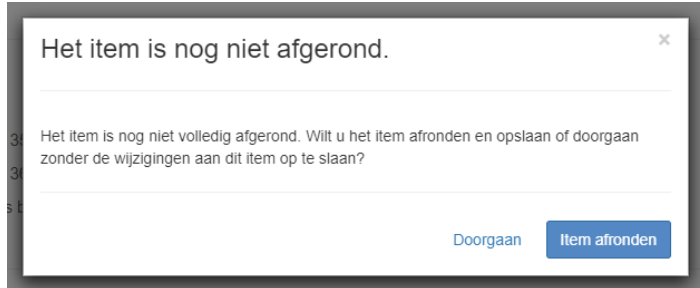 Het item is nog niet afgerond.
×
Het item is nog niet volledig afgerond. Wilt u het item afronden en opslaan of doorgaan
zonder de wijzigingen aan dit item op te slaan?
Doorgaan
Item afronden